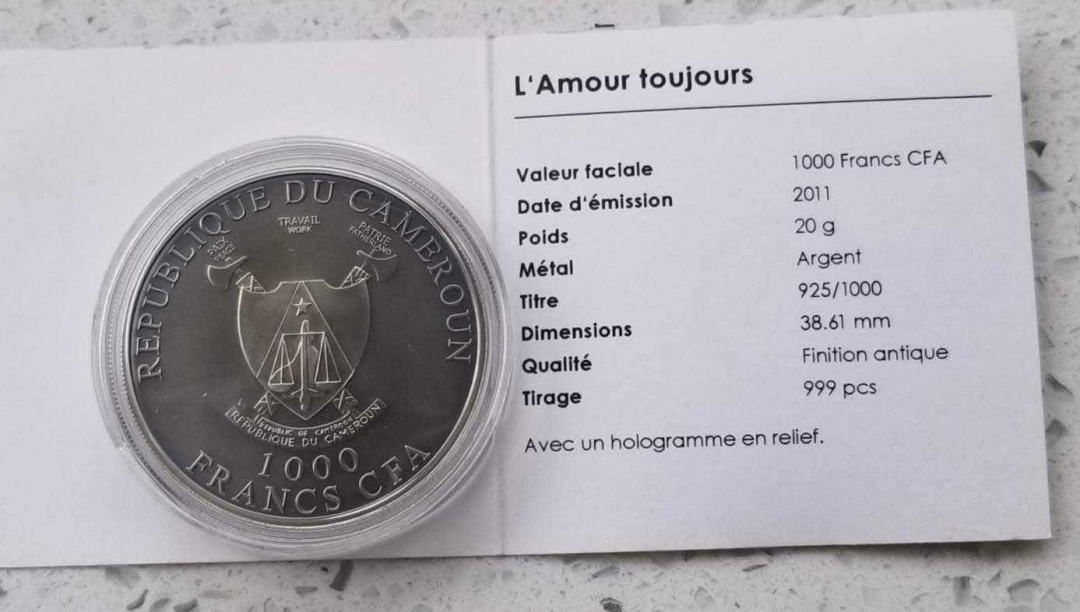 REPUBLIQUE DU CAMEROUN
TRAVAIL
WORK
PAIX
PEACE
PATRIE
FATHERLAND
REPUBLIC OF CAMEROON
REPUBLIQUE DU CAMEROUN
1000
FRANCS CFA
L'Amour toujours
Valeur faciale 1000 Francs CFA
Date d'émission 2011
Poids 20 g
Métal Argent
Titre 925/1000
Dimensions 38.61 mm
Qualité Finition antique
Tirage 999 pcs
Avec un hologramme en relief.